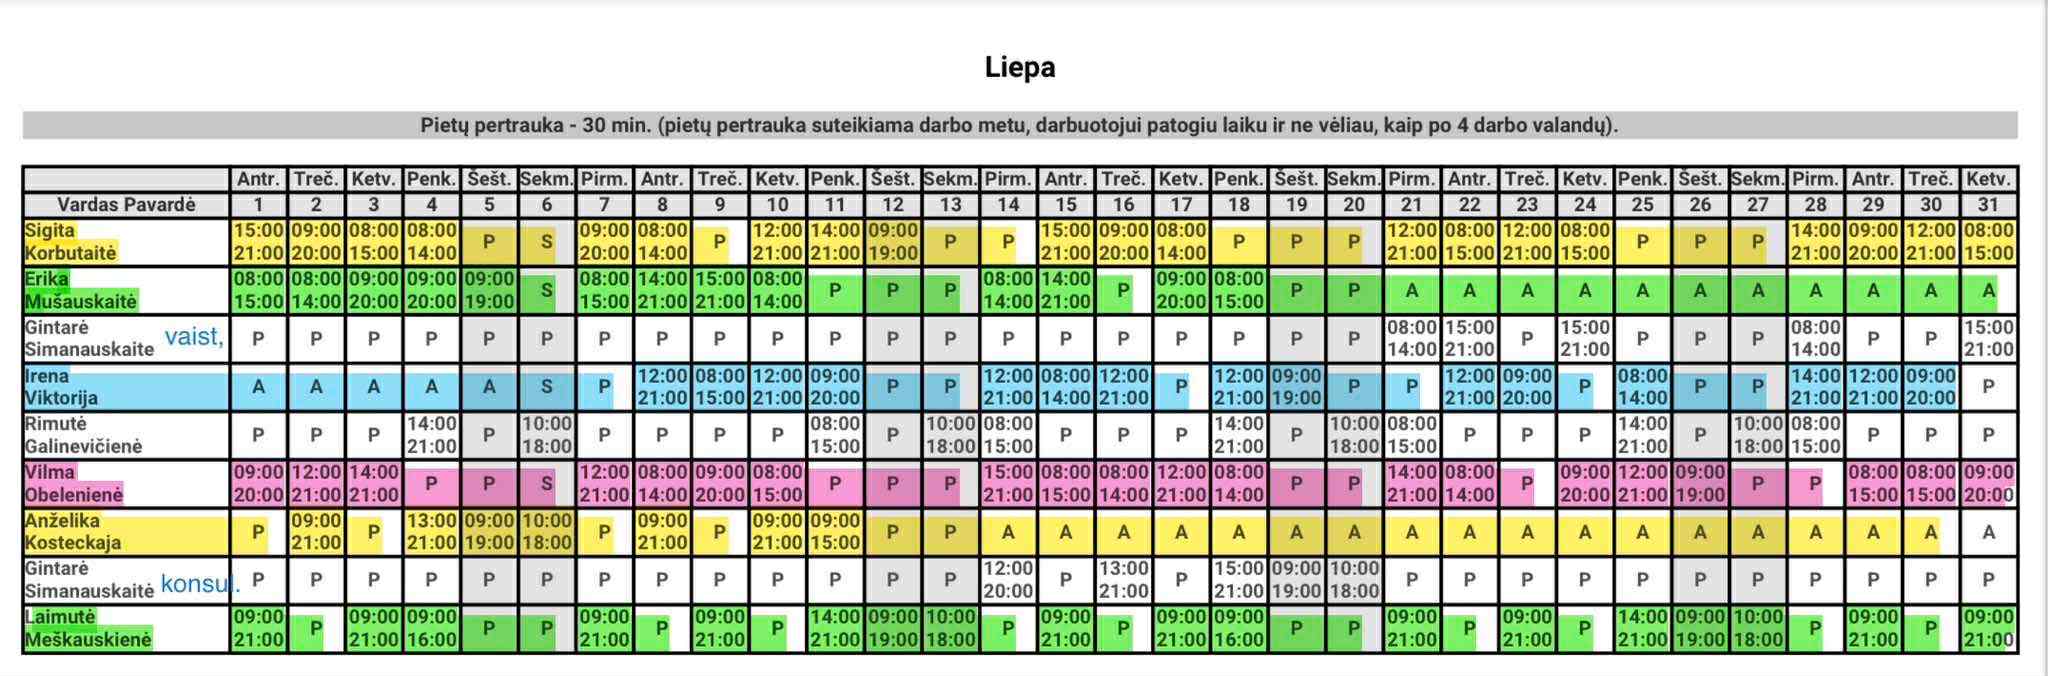 Liepa
Pietų pertrauka - 30 min. (pietų pertrauka suteikiama darbo metu, darbuotojui patogiu laiku ir ne vėliau, kaip po 4 darbo valandų).
Antr. Treč. Ketv. Penk. Šešt. Sekm. Pirm. Antr. Treč. Ketv. Penk. Šešt. Sekm. Pirm. Antr. Treč. Ketv. Penk. Šešt. Sekm. Pirm. Antr. Treč. Ketv. Penk. Šešt. Sekm. Pirm. Antr. Treč. Ketv.
Vardas Pavardė 1 2 3 4 5 6 7 8 9 10 11 12 13 14 15 16 17 18 19 20 21 22 23 24 25 26 27 28 29 30 31
Sigita 15:00 09:00 08:00 08:00 P S 09:00 08:00 P 12:00 14:00 09:00 P P 15:00 09:00 08:00 P P P 12:00 08:00 12:00 08:00 P P P 14:00 09:00 12:00 08:00
Korbutaitė 21:00 20:00 15:00 14:00 20:00 14:00 21:00 21:00 19:00 21:00 20:00 14:00 21:00 15:00 21:00 15:00 21:00 20:00 21:00 15:00
Erika 08:00 08:00 09:00 09:00 09:00 S 08:00 14:00 15:00 08:00 P P P 08:00 14:00 P 09:00 08:00 P P A A A A A A A A A A A
Mušauskaitė 15:00 14:00 20:00 20:00 19:00 15:00 21:00 21:00 14:00 14:00 21:00 20:00 15:00
Gintarė vaist, P P P P P P P P P P P P P P P P P P P P 08:00 15:00 P 15:00 P P P 08:00 P P 15:00
Simanauskaite 14:00 21:00 21:00 14:00 21:00
Irena A A A A A S P 12:00 08:00 12:00 09:00 P P 12:00 08:00 12:00 P 12:00 09:00 P P 12:00 09:00 P 08:00 P P 14:00 12:00 09:00 P
Viktorija 21:00 15:00 21:00 20:00 21:00 14:00 21:00 21:00 19:00 21:00 20:00 14:00 21:00 21:00 20:00
Rimutė P P P 14:00 P 10:00 P P P P 08:00 P 10:00 08:00 P P P 14:00 P 10:00 08:00 P P P 14:00 P 10:00 08:00 P P P
Galinevičienė 21:00 18:00 15:00 18:00 15:00 21:00 18:00 15:00 21:00 18:00 15:00
Vilma 09:00 12:00 14:00 P P S 12:00 08:00 09:00 08:00 P P P 15:00 08:00 08:00 12:00 08:00 P P 14:00 08:00 P 09:00 12:00 09:00 P P 08:00 08:00 09:00
Obelenienė 20:00 21:00 21:00 21:00 14:00 20:00 15:00 21:00 15:00 14:00 21:00 14:00 21:00 14:00 20:00 21:00 19:00 15:00 15:00 20:00
Anželika P 09:00 P 13:00 09:00 10:00 P 09:00 P 09:00 09:00 P P A A A A A A A A A A A A A A A A A A
Kosteckaja 21:00 21:00 19:00 18:00 21:00 21:00 15:00
Gintarė P P P P P P P P P P P P P 12:00 P 13:00 P 15:00 09:00 10:00 P P P P P P P P P P P
Simanauskaitė konsul. 20:00 21:00 21:00 19:00 18:00
Laimutė 09:00 P 09:00 09:00 P P 09:00 P 09:00 P 14:00 09:00 10:00 P 09:00 P 09:00 09:00 P P 09:00 P 09:00 P 14:00 09:00 10:00 P 09:00 P 09:00
Meškauskienė 21:00 21:00 16:00 21:00 21:00 21:00 19:00 18:00 21:00 21:00 16:00 21:00 21:00 21:00 19:00 18:00 21:00 21:00